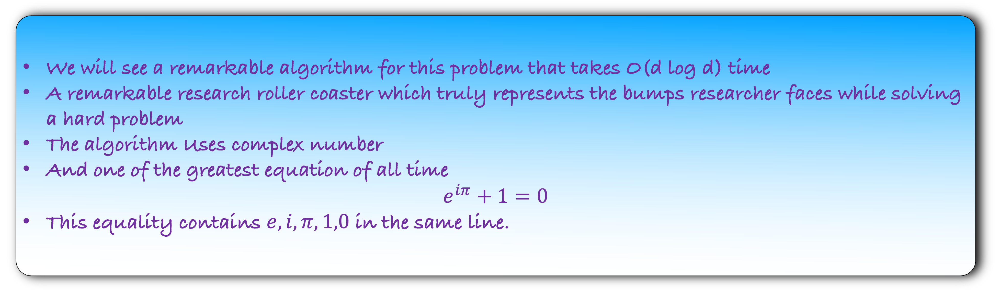 • We will see a remarkable algorithm for this problem that takes O(d log d) time
• A remarkable research roller coaster which truly represents the bumps researcher faces while solving
a hard problem
• The algorithm Uses complex number
• And one of the greatest equation of all time
$e^{i\pi} + 1 = 0$
• This equality contains $e, i, \pi, 1,0$ in the same line.